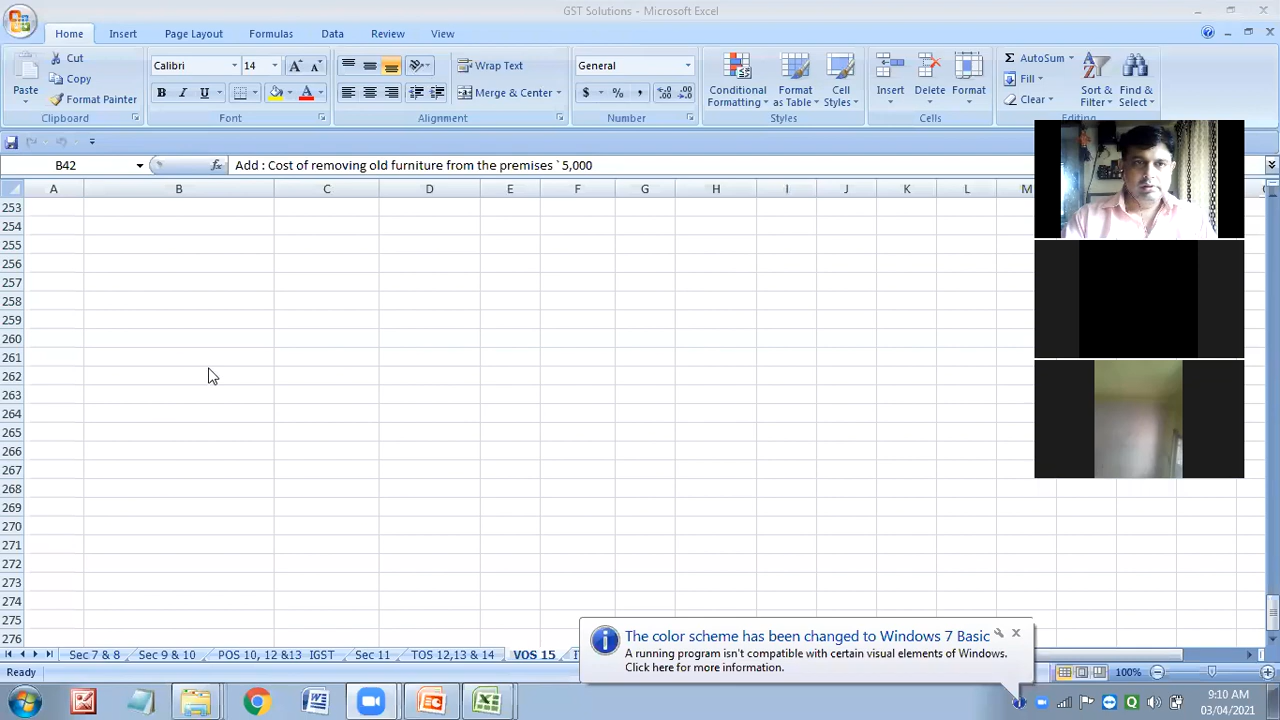 GST Solutions - Microsoft Excel
Home Insert Page Layout Formulas Data Review View
Paste Cut Copy Format Painter Clipboard
Calibri 14 B I U A A A Font
Wrap Text Merge & Center Alignment
General $ % , .0 .00 .00 .0 Number
Conditional Formatting Format as Table Cell Styles Styles
Insert Delete Format Cells
Σ AutoSum Fill Clear Sort & Filter Find & Select Editing
B42 fx Add : Cost of removing old furniture from the premises `5,000
A B C D E F G H I J K L M
253
254
255
256
257
258
259
260
261
262
263
264
265
266
267
268
269
270
271
272
273
274
275
276
The color scheme has been changed to Windows 7 Basic
A running program isn't compatible with certain visual elements of Windows.
Click here for more information.
Sec 7 & 8 Sec 9 & 10 POS 10, 12 &13 IGST Sec 11 TOS 12,13 & 14 VOS 15
Ready 100%
9:10 AM
03/04/2021